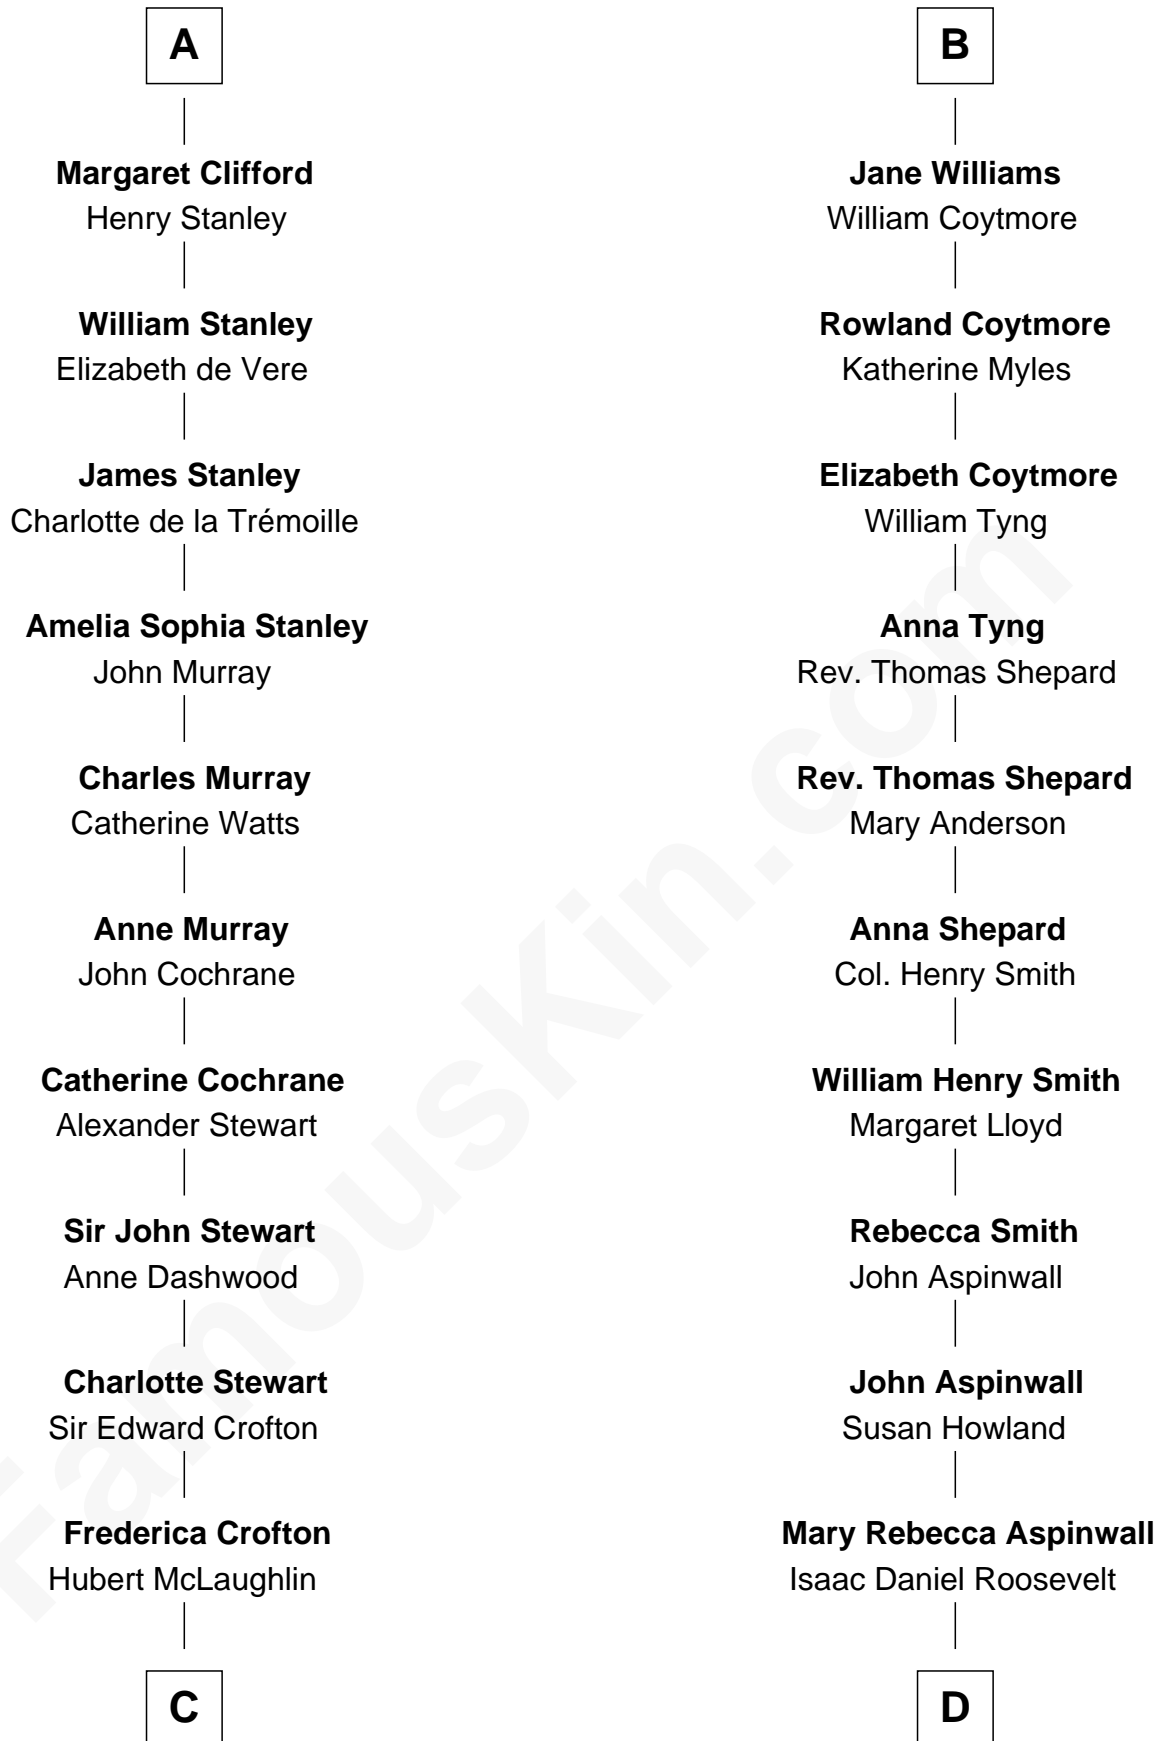 A
Margaret Clifford
Henry Stanley
William Stanley
Elizabeth de Vere
James Stanley
Charlotte de la Trémoille
Amelia Sophia Stanley
John Murray
Charles Murray
Catherine Watts
Anne Murray
John Cochrane
Catherine Cochrane
Alexander Stewart
Sir John Stewart
Anne Dashwood
Charlotte Stewart
Sir Edward Crofton
Frederica Crofton
Hubert McLaughlin
C
B
Jane Williams
William Coytmore
Rowland Coytmore
Katherine Myles
Elizabeth Coytmore
William Tyng
Anna Tyng
Rev. Thomas Shepard
Rev. Thomas Shepard
Mary Anderson
Anna Shepard
Col. Henry Smith
William Henry Smith
Margaret Lloyd
Rebecca Smith
John Aspinwall
John Aspinwall
Susan Howland
Mary Rebecca Aspinwall
Isaac Daniel Roosevelt
D
FamousKin.com